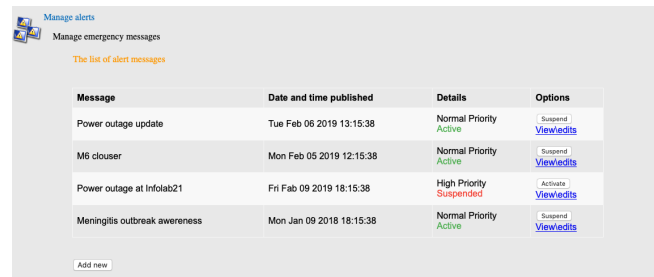 Manage alerts
Manage emergency messages
The list of alert messages
Message Date and time published Details Options
Power outage update Tue Feb 06 2019 13:15:38 Normal Priority Suspend
Active View\edits
M6 clouser Mon Feb 05 2019 12:15:38 Normal Priority Suspend
Active View\edits
Power outage at Infolab21 Fri Fab 09 2019 18:15:38 High Priority Activate
Suspended View\edits
Meningitis outbreak awereness Mon Jan 09 2018 18:15:38 Normal Priority Suspend
Active View\edits
Add new